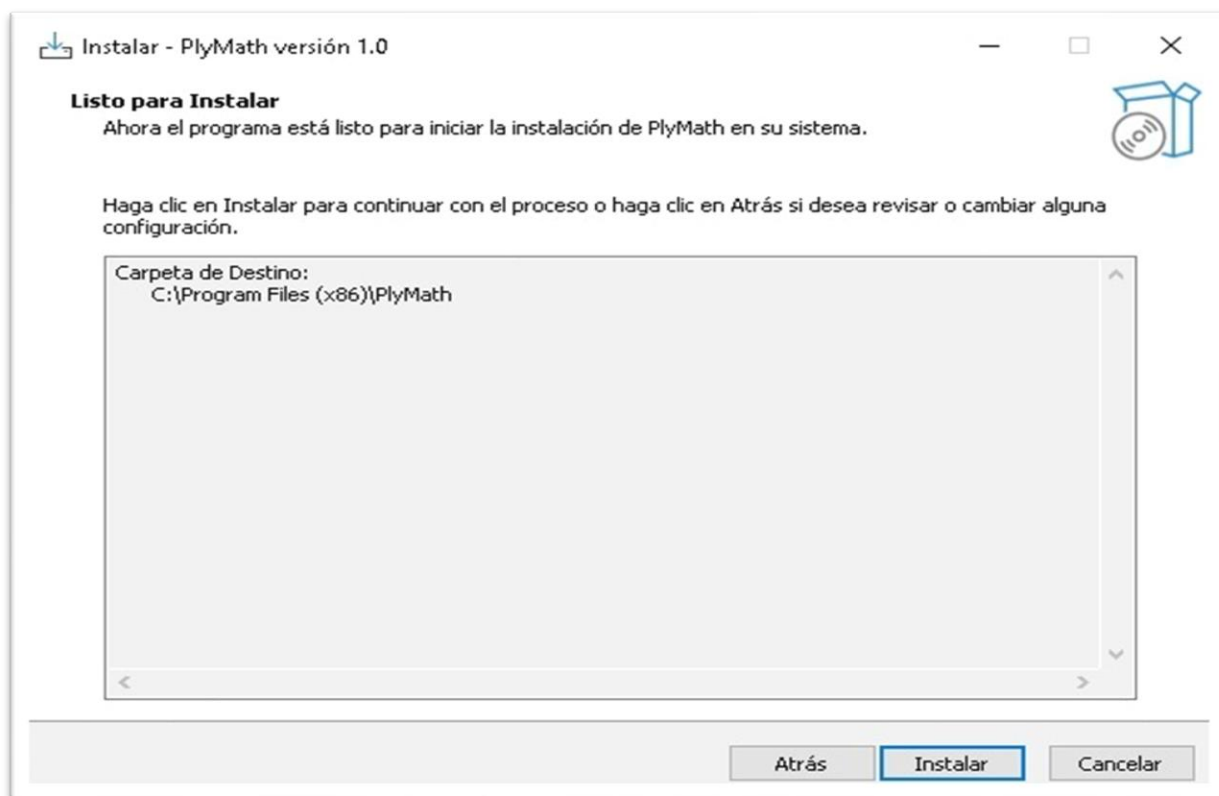 Instalar - PlyMath versión 1.0
Listo para Instalar
Ahora el programa está listo para iniciar la instalación de PlyMath en su sistema.
Haga clic en Instalar para continuar con el proceso o haga clic en Atrás si desea revisar o cambiar alguna
configuración.
Carpeta de Destino:
C:\Program Files (x86)\PlyMath
Atrás
Instalar
Cancelar